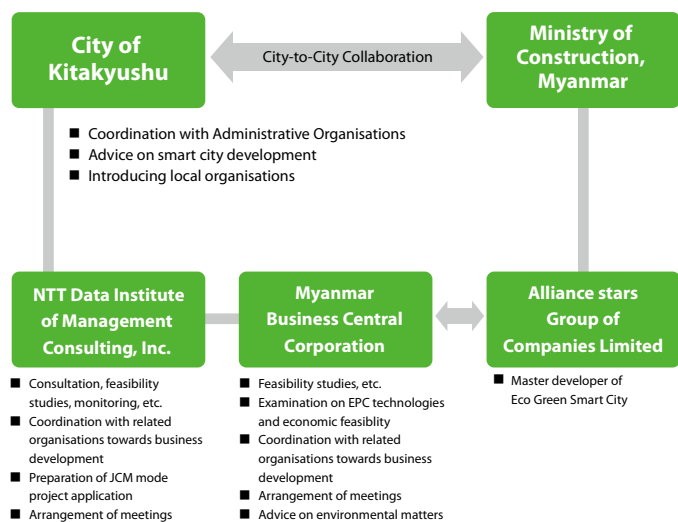 City of
Kitakyushu
City-to-City Collaboration
Ministry of
Construction,
Myanmar
■ Coordination with Administrative Organisations
■ Advice on smart city development
■ Introducing local organisations
NTT Data Institute
of Management
Consulting, Inc.
■ Consultation, feasibility
studies, monitoring, etc.
■ Coordination with related
organisations towards business
development
■ Preparation of JCM mode
project application
■ Arrangement of meetings
Myanmar
Business Central
Corporation
■ Feasibility studies, etc.
■ Examination on EPC technologies
and economic feasiblity
■ Coordination with related
organisations towards business
development
■ Arrangement of meetings
■ Advice on environmental matters
Alliance stars
Group of
Companies Limited
■ Master developer of
Eco Green Smart City